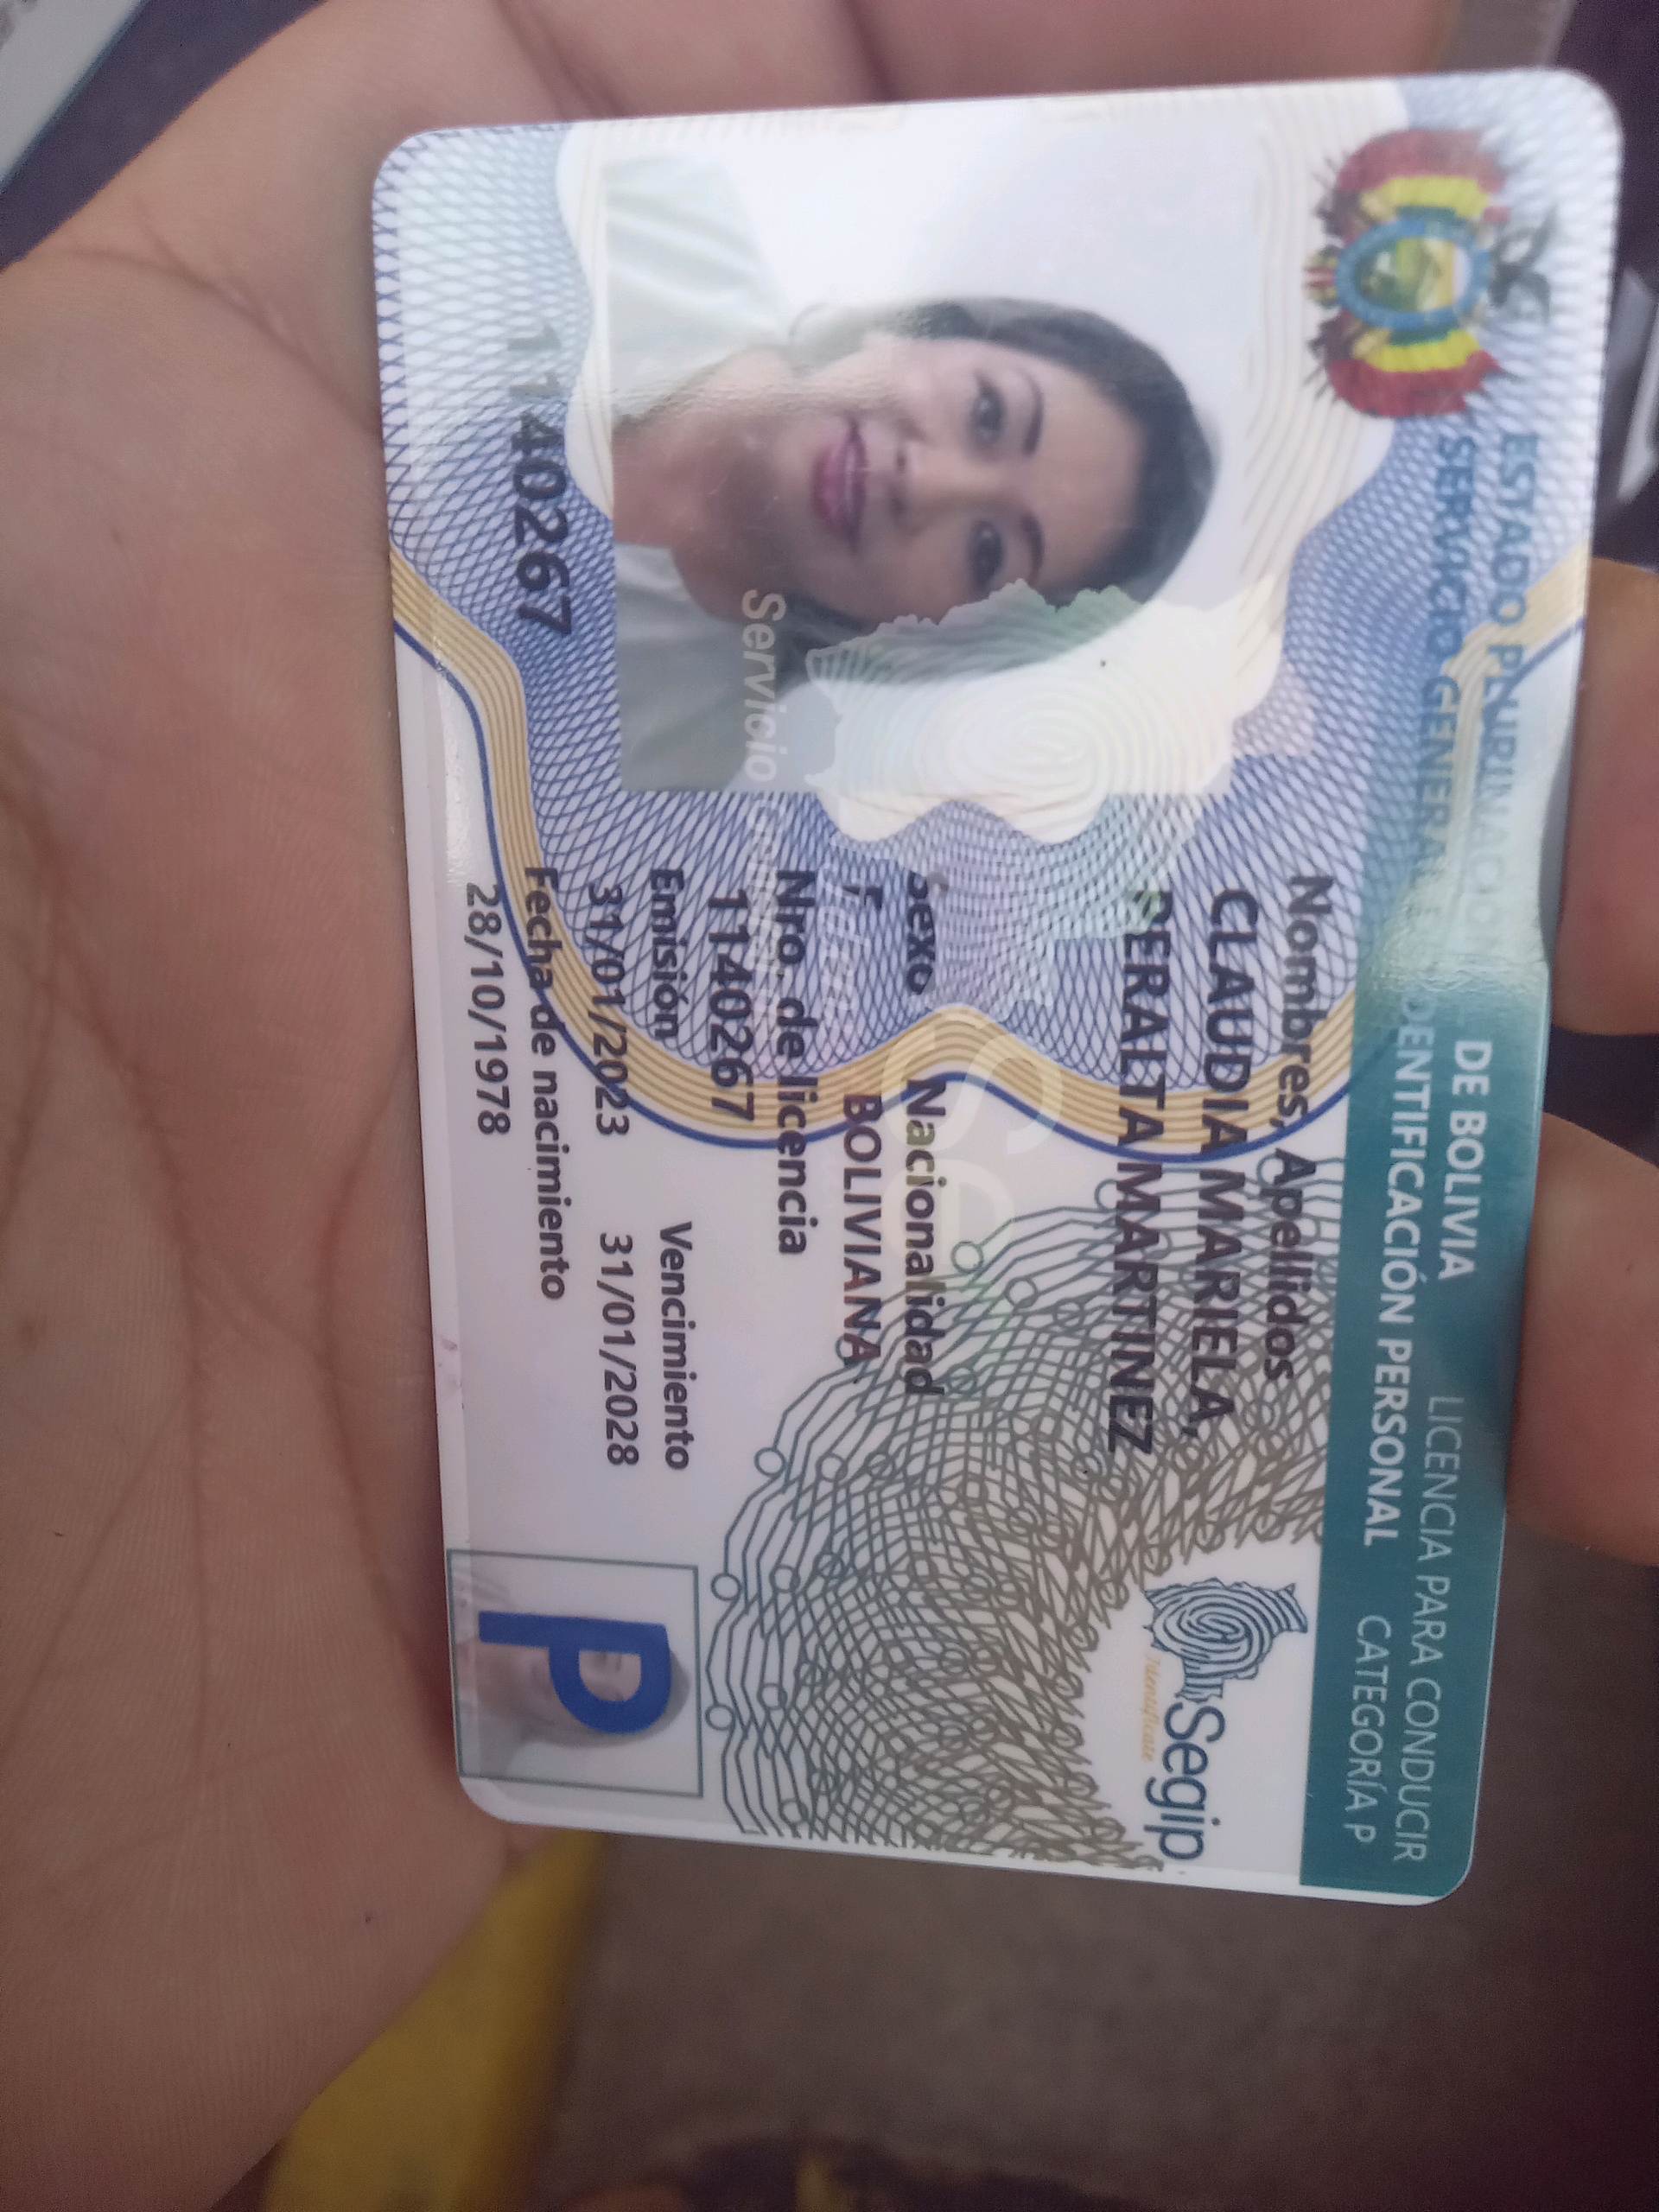 ESTADO PLURINACIONAL DE BOLIVIA
SERVICIO GENERAL DE IDENTIFICACIÓN PERSONAL
LICENCIA PARA CONDUCIR
CATEGORÍA P
Segip
Identifícate
Nombres, Apellidos
CLAUDIA MARIELA,
PERALTA MARTINEZ
Sexo Nacionalidad
F BOLIVIANA
Nro. de licencia
1140267
Emisión Vencimiento
31/01/2023 31/01/2028
Fecha de nacimiento
28/10/1978
1140267
P
Servicio